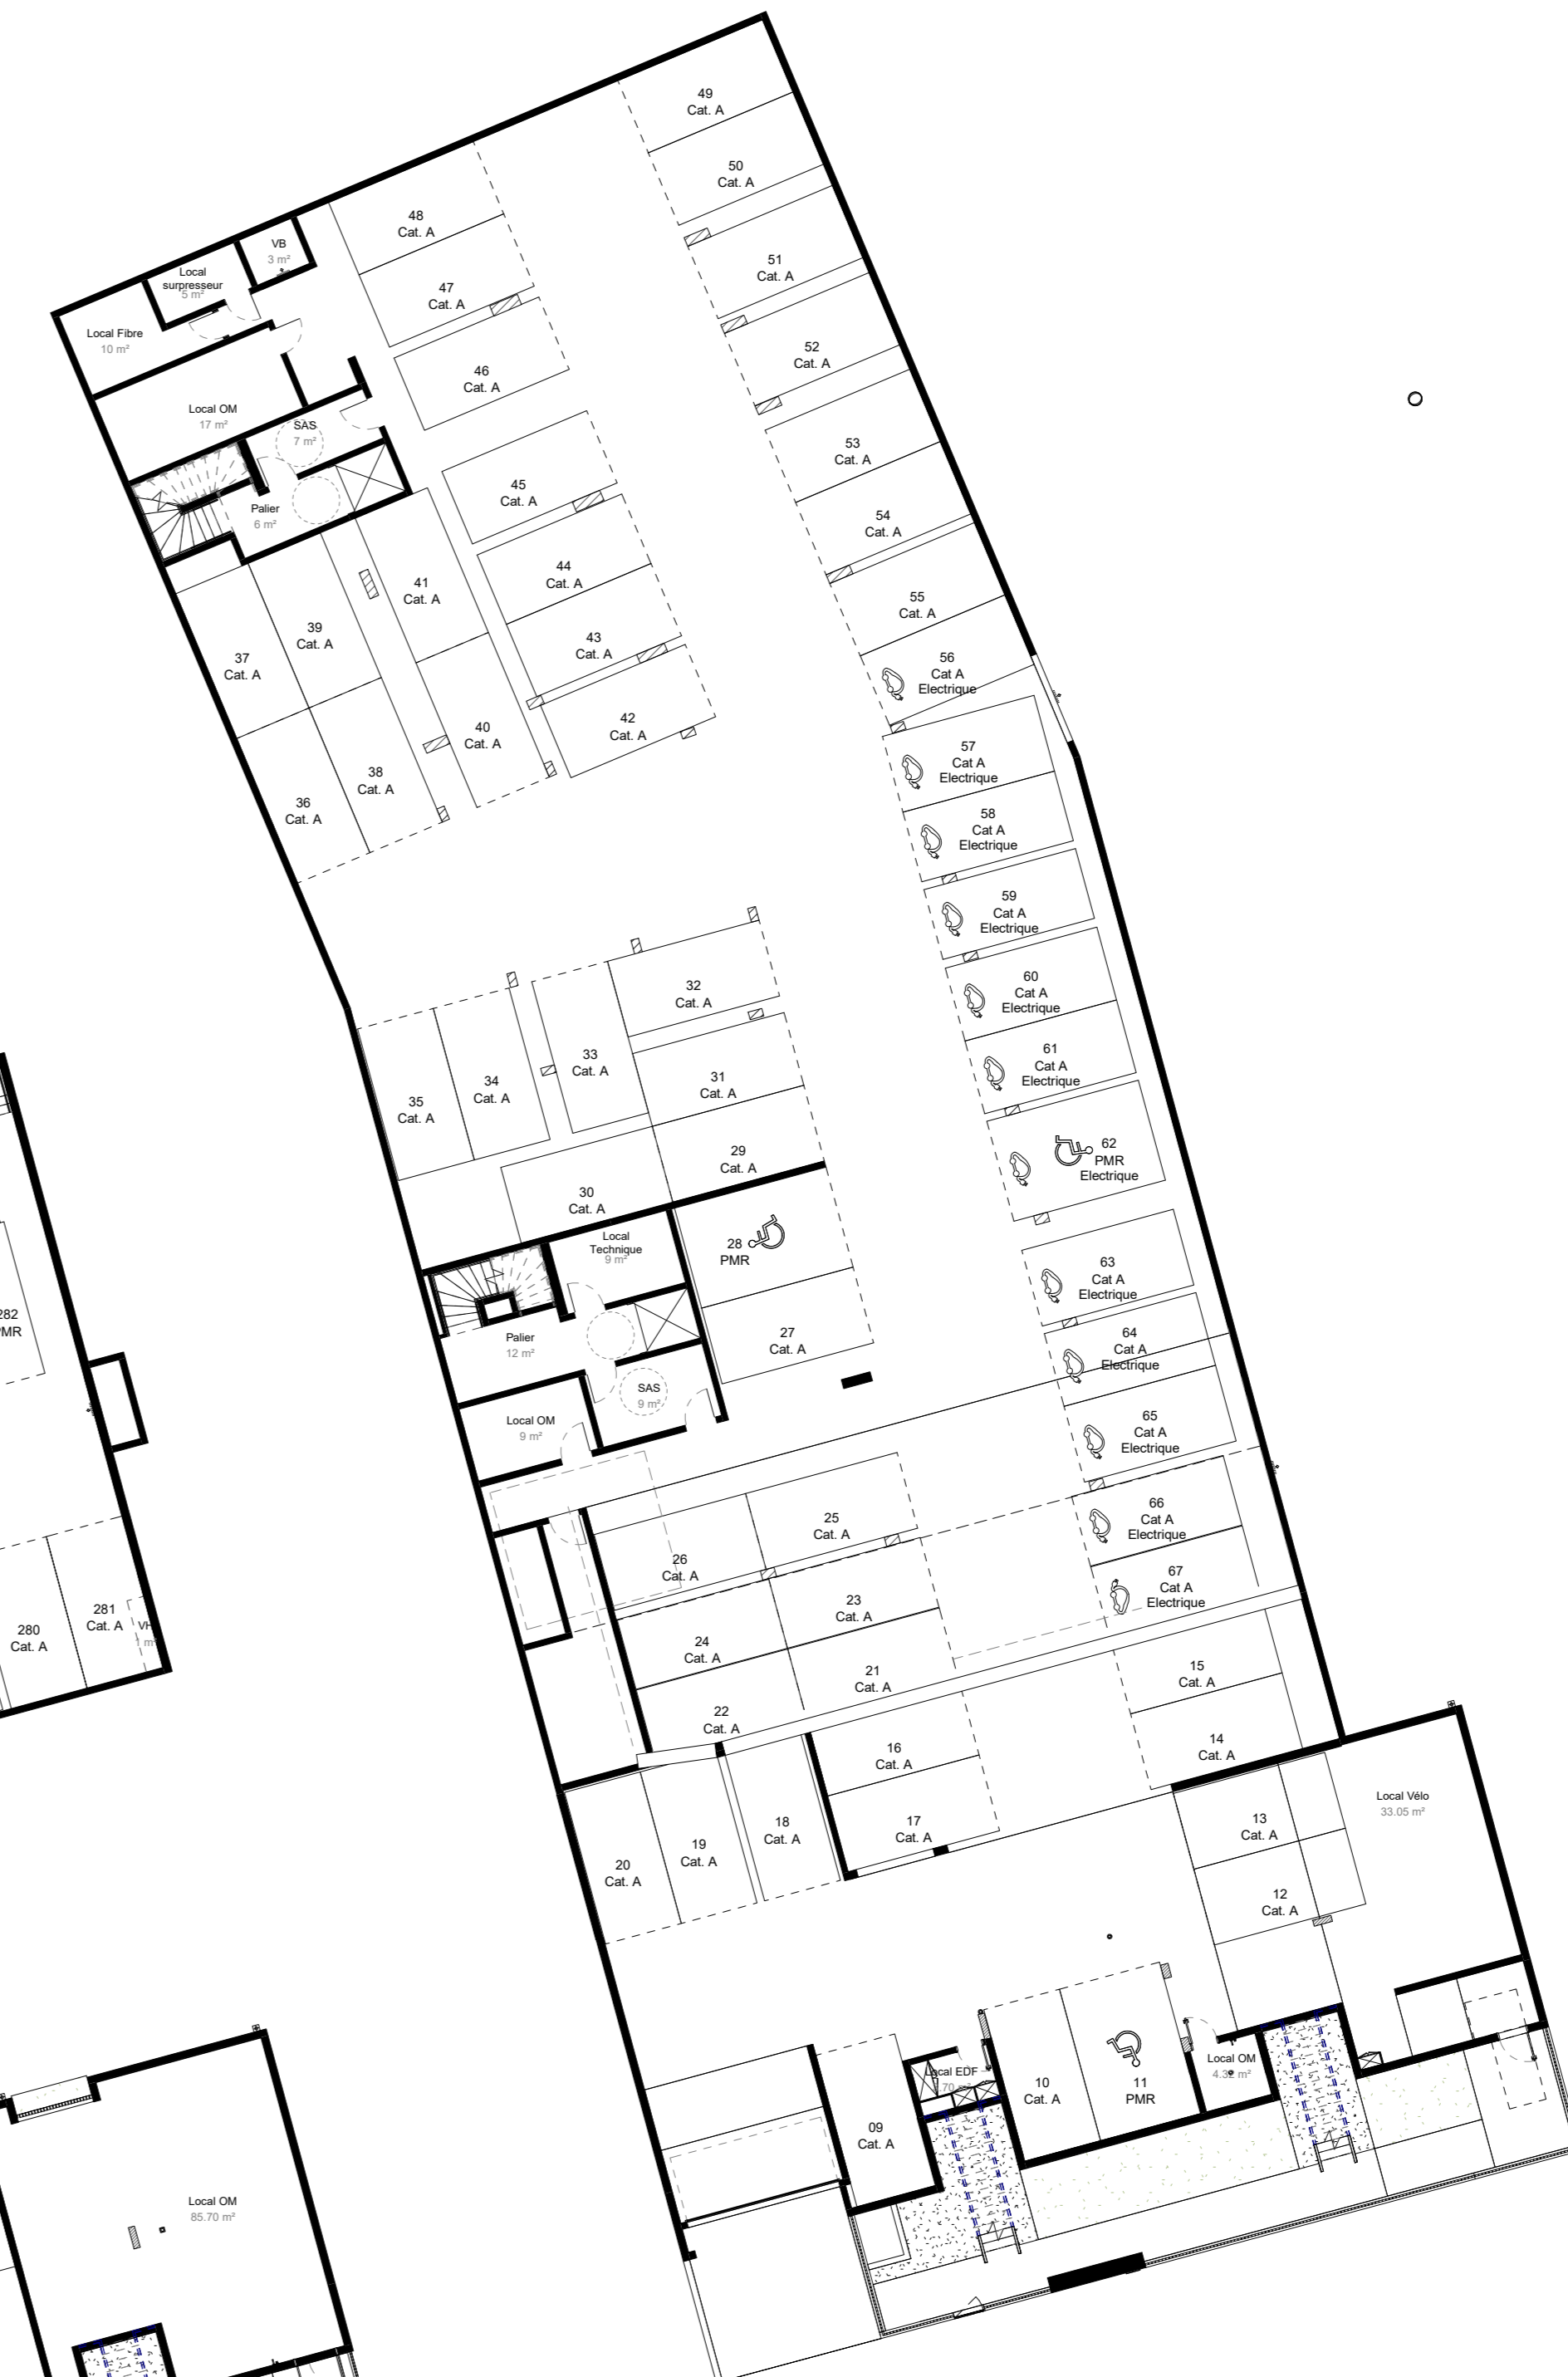 49
Cat. A
50
Cat. A
48
Cat. A
VB
3 m²
Local
surpresseur
5 m²
47
Cat. A
51
Cat. A
Local Fibre
10 m²
52
Cat. A
46
Cat. A
Local OM
17 m²
SAS
7 m²
53
Cat. A
45
Cat. A
Palier
6 m²
54
Cat. A
44
Cat. A
41
Cat. A
55
Cat. A
39
Cat. A
43
Cat. A
37
Cat. A
56
Cat A
Electrique
42
Cat. A
40
Cat. A
57
Cat A
Electrique
38
Cat. A
36
Cat. A
58
Cat A
Electrique
59
Cat A
Electrique
32
Cat. A
60
Cat A
Electrique
33
Cat. A
61
Cat A
Electrique
31
Cat. A
34
Cat. A
35
Cat. A
62
PMR
Electrique
29
Cat. A
30
Cat. A
Local
Technique
9 m²
28
PMR
63
Cat A
Electrique
282
27
Cat. A
64
Cat A
Electrique
Palier
12 m²
SAS
9 m²
Local OM
9 m²
65
Cat A
Electrique
66
Cat A
Electrique
25
Cat. A
26
Cat. A
67
Cat A
Electrique
23
Cat. A
281
Cat. A
280
Cat. A
24
Cat. A
21
Cat. A
15
Cat. A
22
Cat. A
14
Cat. A
16
Cat. A
Local Vélo
33.05 m²
13
Cat. A
17
Cat. A
18
Cat. A
19
Cat. A
20
Cat. A
12
Cat. A
Local OM
Local EDF
10
Cat. A
11
PMR
09
Cat. A
Local OM
85.70 m²